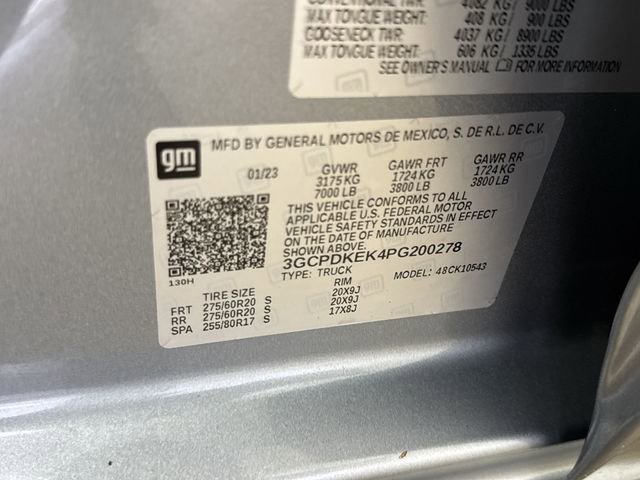 4082 KG/ 9000 LBS
MAX TONGUE WEIGHT: 408 KG/ 900 LBS
GOOSENECK TWR: 4037 KG/ 8900 LBS
MAX TONGUE WEIGHT: 606 KG/ 1335 LBS
SEE OWNER'S MANUAL FOR MORE INFORMATION
gm
MFD BY GENERAL MOTORS DE MEXICO, S. DE R.L. DE C.V.
01/23 GVWR GAWR FRT GAWR RR
3175 KG 1724 KG 1724 KG
7000 LB 3800 LB 3800 LB
THIS VEHICLE CONFORMS TO ALL
APPLICABLE U.S. FEDERAL MOTOR
VEHICLE SAFETY STANDARDS IN EFFECT
ON THE DATE OF MANUFACTURE
SHOWN ABOVE.
3GCPDKEK4PG200278
130H
TYPE: TRUCK MODEL: 48CK10543
TIRE SIZE RIM
FRT 275/60R20 S 20X9J
RR 275/60R20 S 20X9J
SPA 255/80R17 S 17X8J